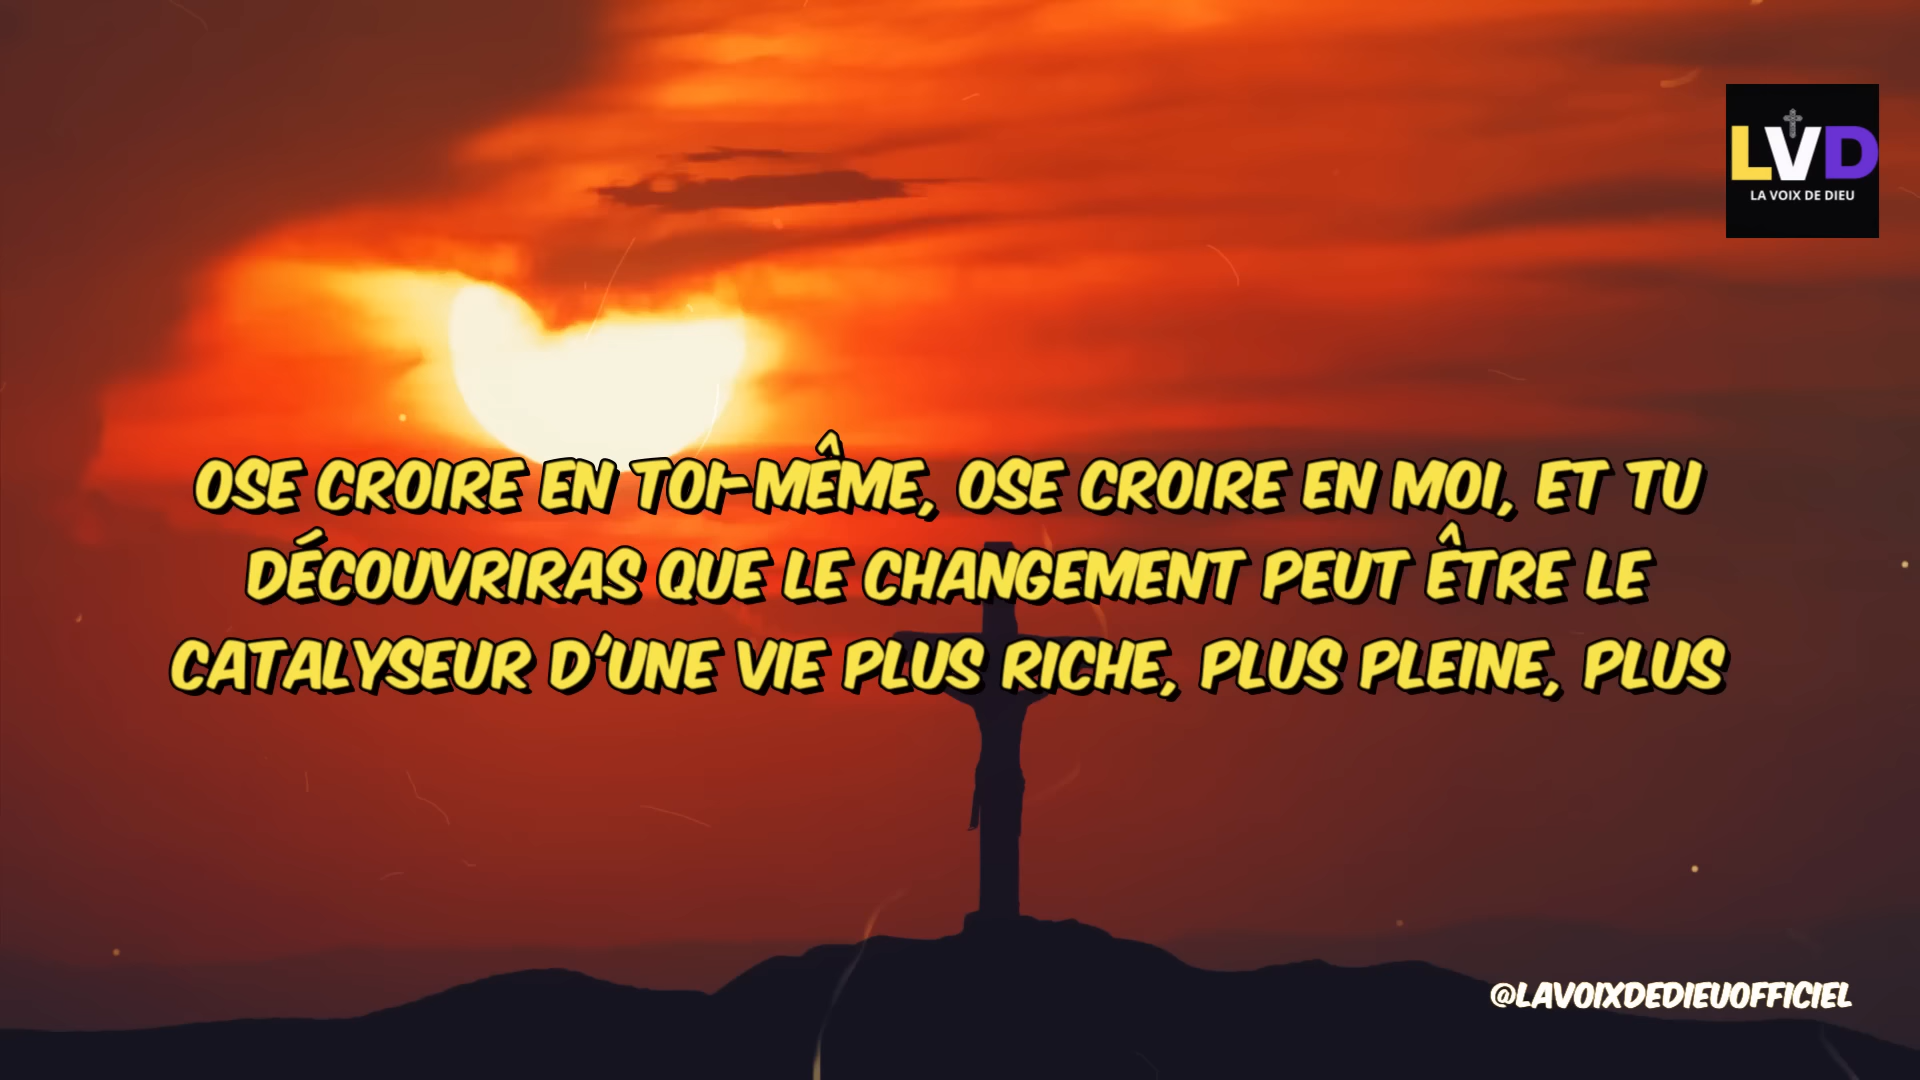 LVD
LA VOIX DE DIEU
OSE CROIRE EN TOI-MÊME, OSE CROIRE EN MOI, ET TU
DÉCOUVRIRAS QUE LE CHANGEMENT PEUT ÊTRE LE
CATALYSEUR D'UNE VIE PLUS RICHE, PLUS PLEINE, PLUS
@LAVOIXDEDIEUOFFICIEL